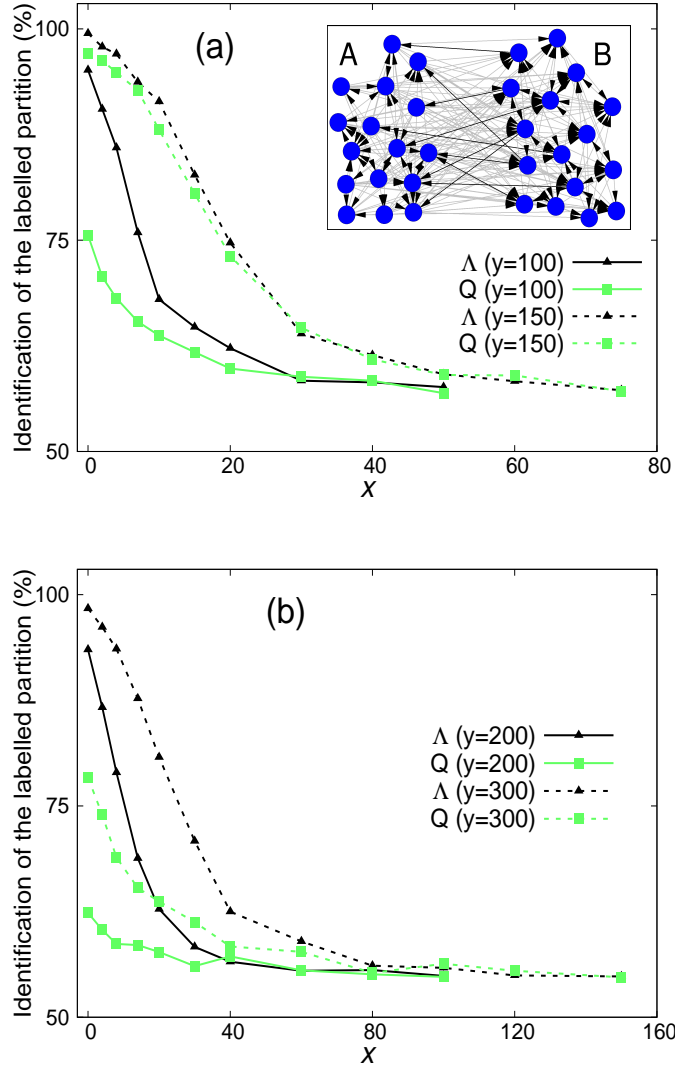 Identification of the labelled partition (%)
100
75
50
(a)
A
B
Λ (y=100)
Q (y=100)
Λ (y=150)
Q (y=150)
0
20
40
60
80
x
Identification of the labelled partition (%)
100
75
50
(b)
Λ (y=200)
Q (y=200)
Λ (y=300)
Q (y=300)
0
40
80
120
160
x